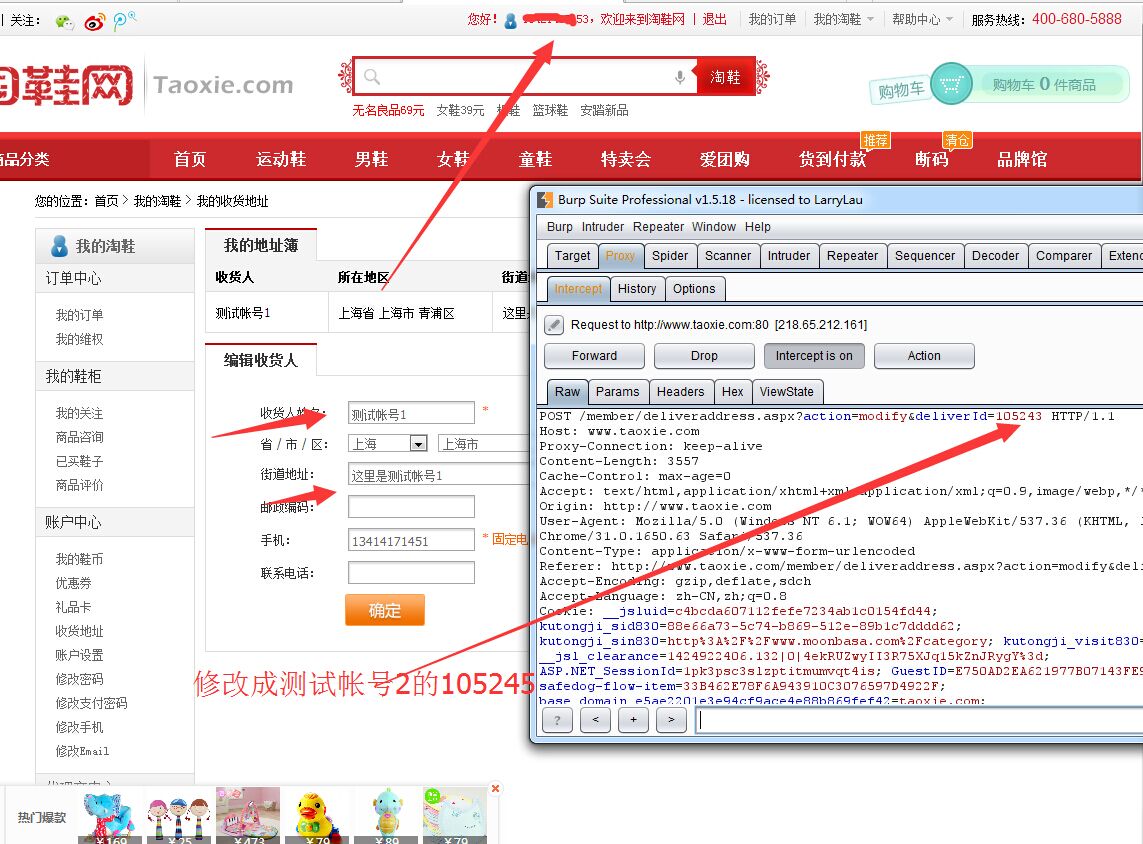 关注：
您好！ 53，欢迎来到淘鞋网 | 退出 我的订单 我的淘鞋 帮助中心 服务热线：400-680-5888
革鞋网 Taoxie.com
淘鞋
购物车 购物车 0 件商品
无名良品69元 女鞋39元 鞋 篮球鞋 安踏新品
推荐 清仓
商品分类 首页 运动鞋 男鞋 女鞋 童鞋 特卖会 爱团购 货到付款 断码 品牌馆
您的位置：首页 > 我的淘鞋 > 我的收货地址
我的淘鞋
订单中心
我的订单
我的维权
我的鞋柜
我的关注
商品咨询
已买鞋子
商品评价
账户中心
我的鞋币
优惠券
礼品卡
收货地址
账户设置
修改密码
修改支付密码
修改手机
修改Email
我的地址簿
收货人 所在地区 街道
测试帐号1 上海省 上海市 青浦区 这里
编辑收货人
收货人姓名： 测试帐号1 *
省 / 市 / 区： 上海 上海市
街道地址： 这里是测试帐号1
邮政编码：
手机： 13414171451 * 固定电
联系电话：
确定
修改成测试帐号2的105245
Burp Suite Professional v1.5.18 - licensed to LarryLau
Burp Intruder Repeater Window Help
Target Proxy Spider Scanner Intruder Repeater Sequencer Decoder Comparer Exten
Intercept History Options
Request to http://www.taoxie.com:80 [218.65.212.161]
Forward Drop Intercept is on Action
Raw Params Headers Hex ViewState
POST /member/deliveraddress.aspx?action=modify&deliverId=105243 HTTP/1.1
Host: www.taoxie.com
Proxy-Connection: keep-alive
Content-Length: 3557
Cache-Control: max-age=0
Accept: text/html,application/xhtml+xml,application/xml;q=0.9,image/webp,*/*
Origin: http://www.taoxie.com
User-Agent: Mozilla/5.0 (Windows NT 6.1; WOW64) AppleWebKit/537.36 (KHTML, l
Chrome/31.0.1650.63 Safari/537.36
Content-Type: application/x-www-form-urlencoded
Referer: http://www.taoxie.com/member/deliveraddress.aspx?action=modify&deli
Accept-Encoding: gzip,deflate,sdch
Accept-Language: zh-CN,zh;q=0.8
Cookie: __jsluid=c4bcda607112fefe7234ab1c0154fd44;
kutongji_sid830=88e66a73-5c74-b869-512e-89b1c7dddd62;
kutongji_sin830=http%3A%2F%2Fwww.moonbasa.com%2Fcategory; kutongji_visit830=
__jsl_clearance=1424922406.132|0|4ekRUZwyII3R75XJq15kZnJRygY%3d;
ASP.NET_SessionId=1pk3psc3slzptitmumvqt4is; GuestID=E750AD2EA621977B07143FE9
safedog-flow-item=33B462E78F6A943910C3076597D4922F;
base_domain_e5ae2201e3e94cf9ace4e88b869fef42=taoxie.com;
? < + >
热门爆款
￥169 ￥25 ￥473 ￥79 ￥89 ￥79